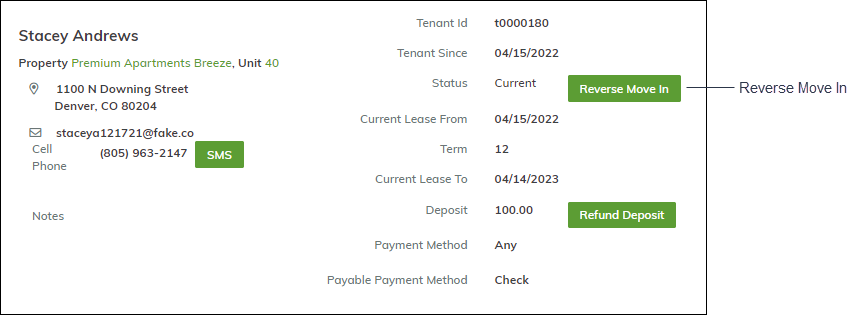 Stacey Andrews
Property Premium Apartments Breeze, Unit 40
1100 N Downing Street
Denver, CO 80204
staceya121721@fake.co
Cell Phone (805) 963-2147 SMS
Notes
Tenant Id t0000180
Tenant Since 04/15/2022
Status Current Reverse Move In
Current Lease From 04/15/2022
Term 12
Current Lease To 04/14/2023
Deposit 100.00 Refund Deposit
Payment Method Any
Payable Payment Method Check
Reverse Move In